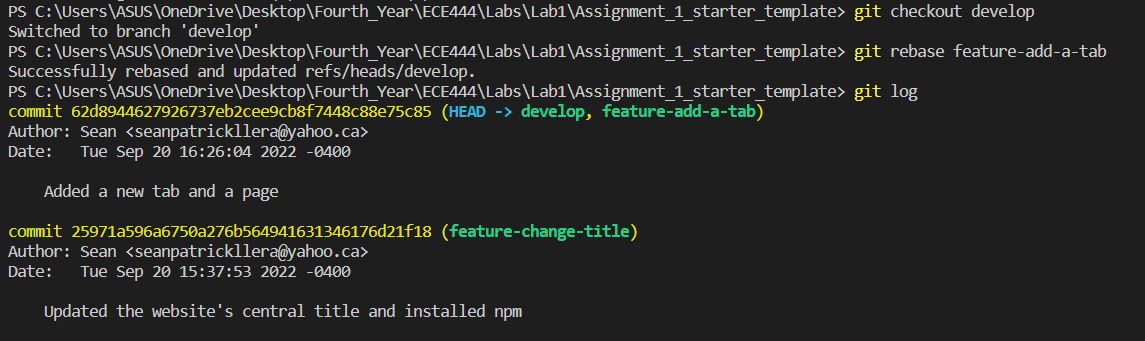 PS C:\Users\ASUS\OneDrive\Desktop\Fourth_Year\ECE444\Labs\Lab1\Assignment_1_starter_template> git checkout develop
Switched to branch 'develop'
PS C:\Users\ASUS\OneDrive\Desktop\Fourth_Year\ECE444\Labs\Lab1\Assignment_1_starter_template> git rebase feature-add-a-tab
Successfully rebased and updated refs/heads/develop.
PS C:\Users\ASUS\OneDrive\Desktop\Fourth_Year\ECE444\Labs\Lab1\Assignment_1_starter_template> git log
commit 62d8944627926737eb2cee9cb8f7448c88e75c85 (HEAD -> develop, feature-add-a-tab)
Author: Sean <seanpatrickllera@yahoo.ca>
Date:   Tue Sep 20 16:26:04 2022 -0400
    Added a new tab and a page
commit 25971a596a6750a276b564941631346176d21f18 (feature-change-title)
Author: Sean <seanpatrickllera@yahoo.ca>
Date:   Tue Sep 20 15:37:53 2022 -0400
    Updated the website's central title and installed npm